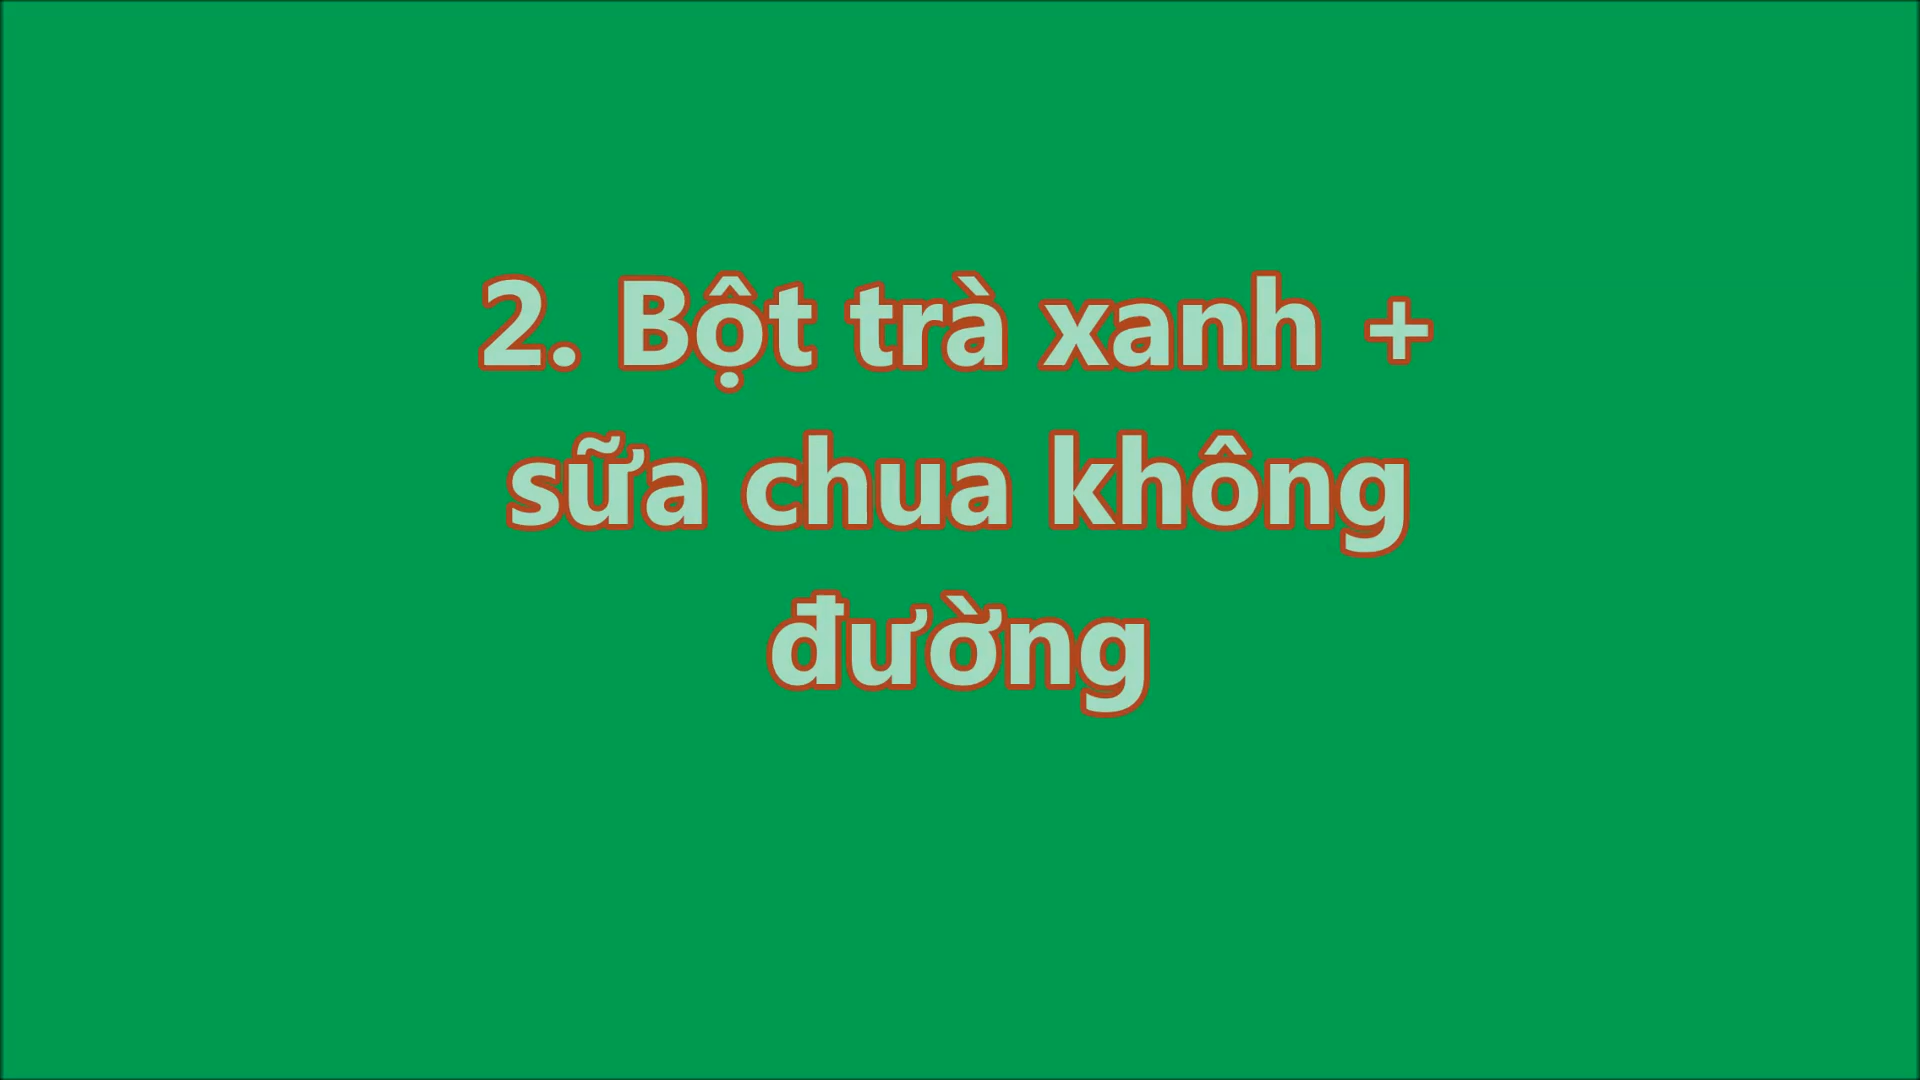 2. Bột trà xanh +
sữa chua không
đường